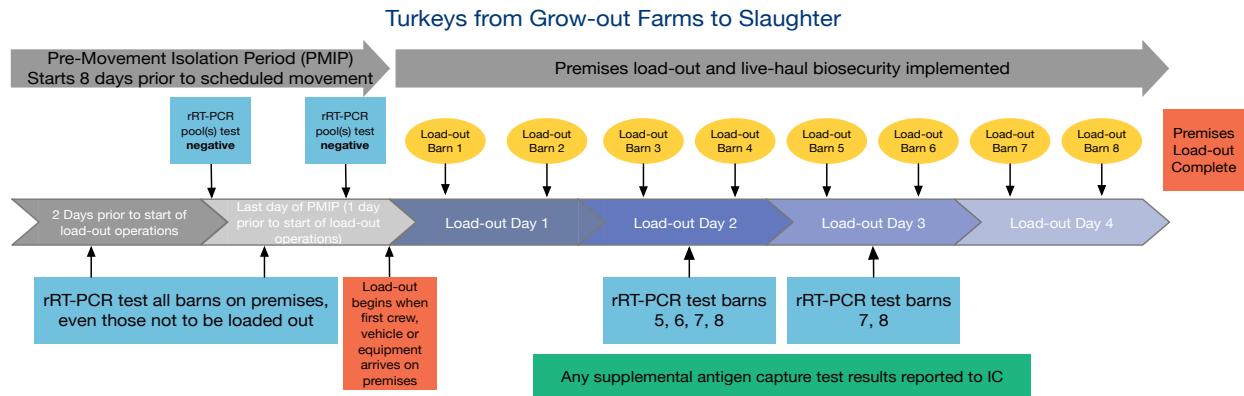 Turkeys from Grow-out Farms to Slaughter
Pre-Movement Isolation Period (PMIP)
Starts 8 days prior to scheduled movement
Premises load-out and live-haul biosecurity implemented
rRT-PCR
pool(s) test
negative
rRT-PCR
pool(s) test
negative
Load-out
Barn 1
Load-out
Barn 2
Load-out
Barn 3
Load-out
Barn 4
Load-out
Barn 5
Load-out
Barn 6
Load-out
Barn 7
Load-out
Barn 8
Premises
Load-out
Complete
2 Days prior to start of
load-out operations
Last day of PMIP (1 day
prior to start of load-out
operations)
Load-out Day 1
Load-out Day 2
Load-out Day 3
Load-out Day 4
rRT-PCR test all barns on premises,
even those not to be loaded out
Load-out
begins when
first crew,
vehicle or
equipment
arrives on
premises
rRT-PCR test barns
5, 6, 7, 8
rRT-PCR test barns
7, 8
Any supplemental antigen capture test results reported to IC